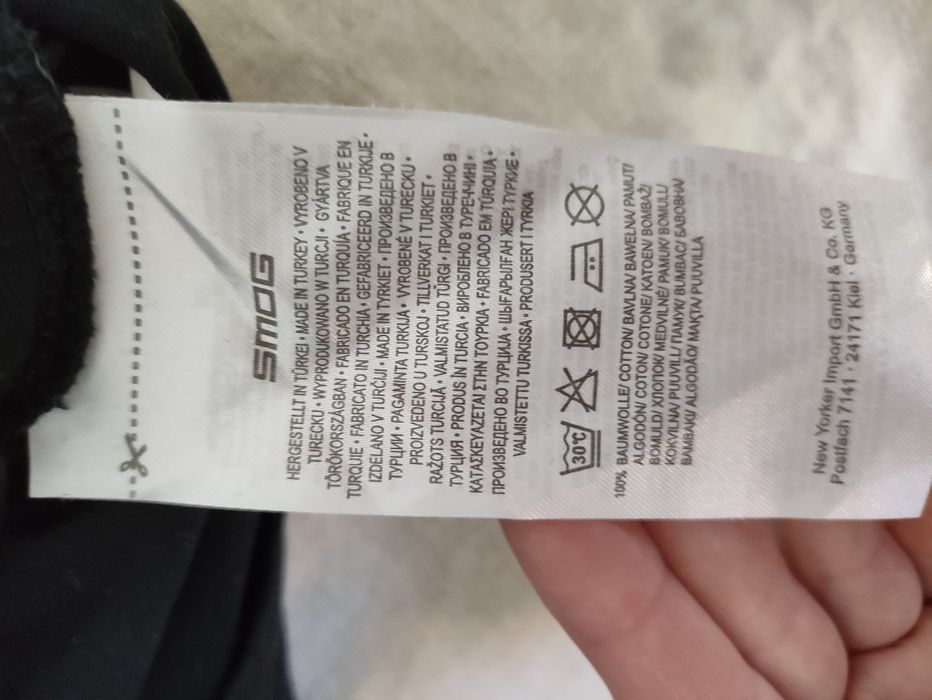 SMOG
HERGESTELLT IN TÜRKEI • MADE IN TURKEY • VYROBENO V
TURECKU • WYPRODUKOWANO W TURCJI • GYÁRTVA
TÖRÖKORSZÁGBAN • FABRICADO EN TURQUÍA • FABRIQUE EN
TURQUIE • FABRICATO IN TURCHIA • GEFABRICEERD IN TURKIJE •
IZDELANO V TURČIJI • MADE IN TYRKIET • ПРОИЗВЕДЕНО В
ТУРЦИИ • PAGAMINTA TURKIJA • VYROBENÉ V TURECKU •
PROIZVEDENO U TURSKOJ • TILLVERKAT I TURKIET •
RAŽOTS TURCIJĀ • VALMISTATUD TÜRGI • ПРОИЗВЕДЕНО В
ТУРЦИЯ • PRODUS ÎN TURCIA • ВИРОБЛЕНО В ТУРЕЧЧИНІ •
ΚΑΤΑΣΚΕΥΑΖΕΤΑΙ ΣΤΗΝ ΤΟΥΡΚΙΑ • FABRICADO EM TÚRQUIA •
ПРОИЗВЕДЕНО ВО ТУРЦИЈА • ШЫҒАРЫЛҒАН ЖЕРІ ТҮРКИЕ •
VALMISTETTU TURKISSA • PRODUSERT I TYRKIA
30°C
100% BAUMWOLLE/ COTTON/ BAVLNA/ BAWEŁNA/ PAMUT/
ALGODÓN/ COTON/ COTONE/ KATOEN/ BOMBAŽ/
BOMULD/ ХЛОПОК/ MEDVILNĖ/ PAMUK/ BOMULL/
KOKVILNA/ PUUVILL/ ПАМУК/ BUMBAC/ БАВОВНА/
ΒΑΜΒΑΚΙ/ ALGODÃO/ МАҚТА/ PUUVILLA
New Yorker Import GmbH & Co. KG
Postfach 7141 · 24171 Kiel · Germany